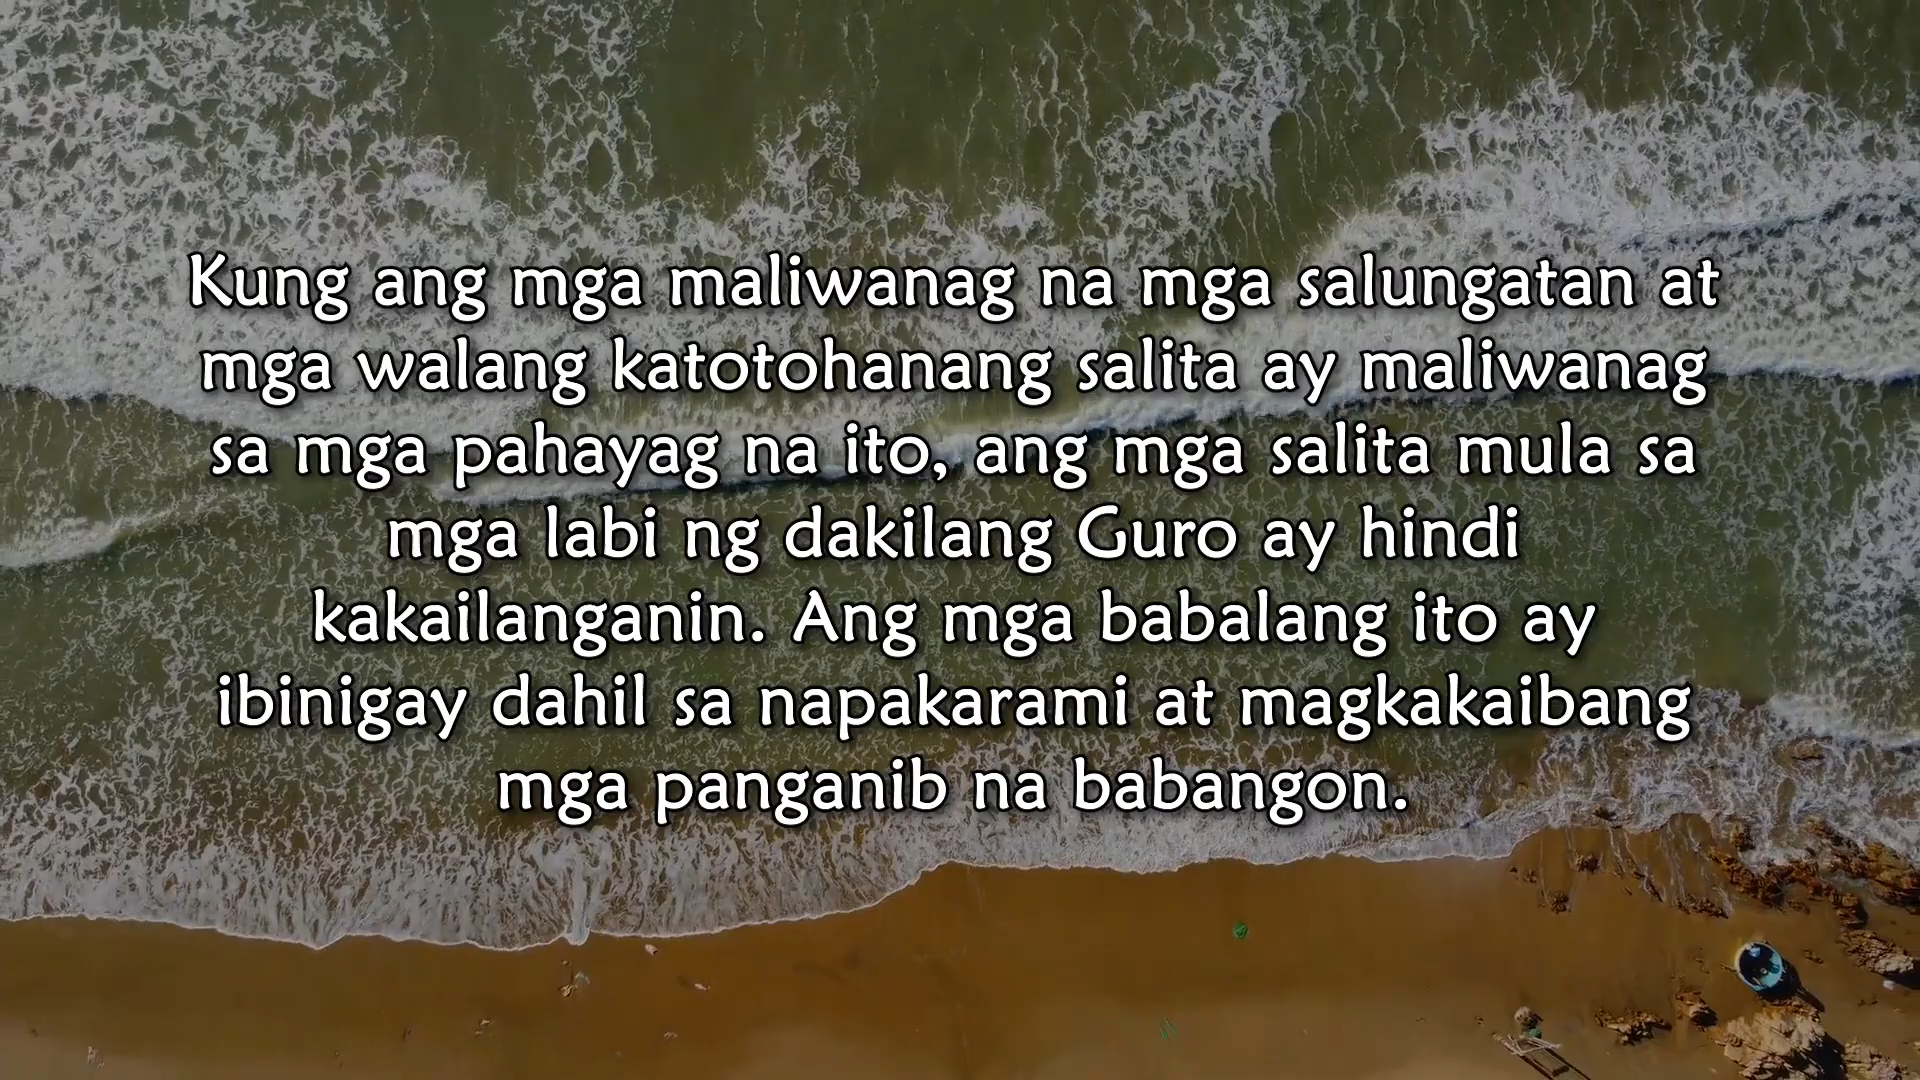 Kung ang mga maliwanag na mga salungatan at
mga walang katotohanang salita ay maliwanag
sa mga pahayag na ito, ang mga salita mula sa
mga labi ng dakilang Guro ay hindi
kakailanganin. Ang mga babalang ito ay
ibinigay dahil sa napakarami at magkakaibang
mga panganib na babangon.